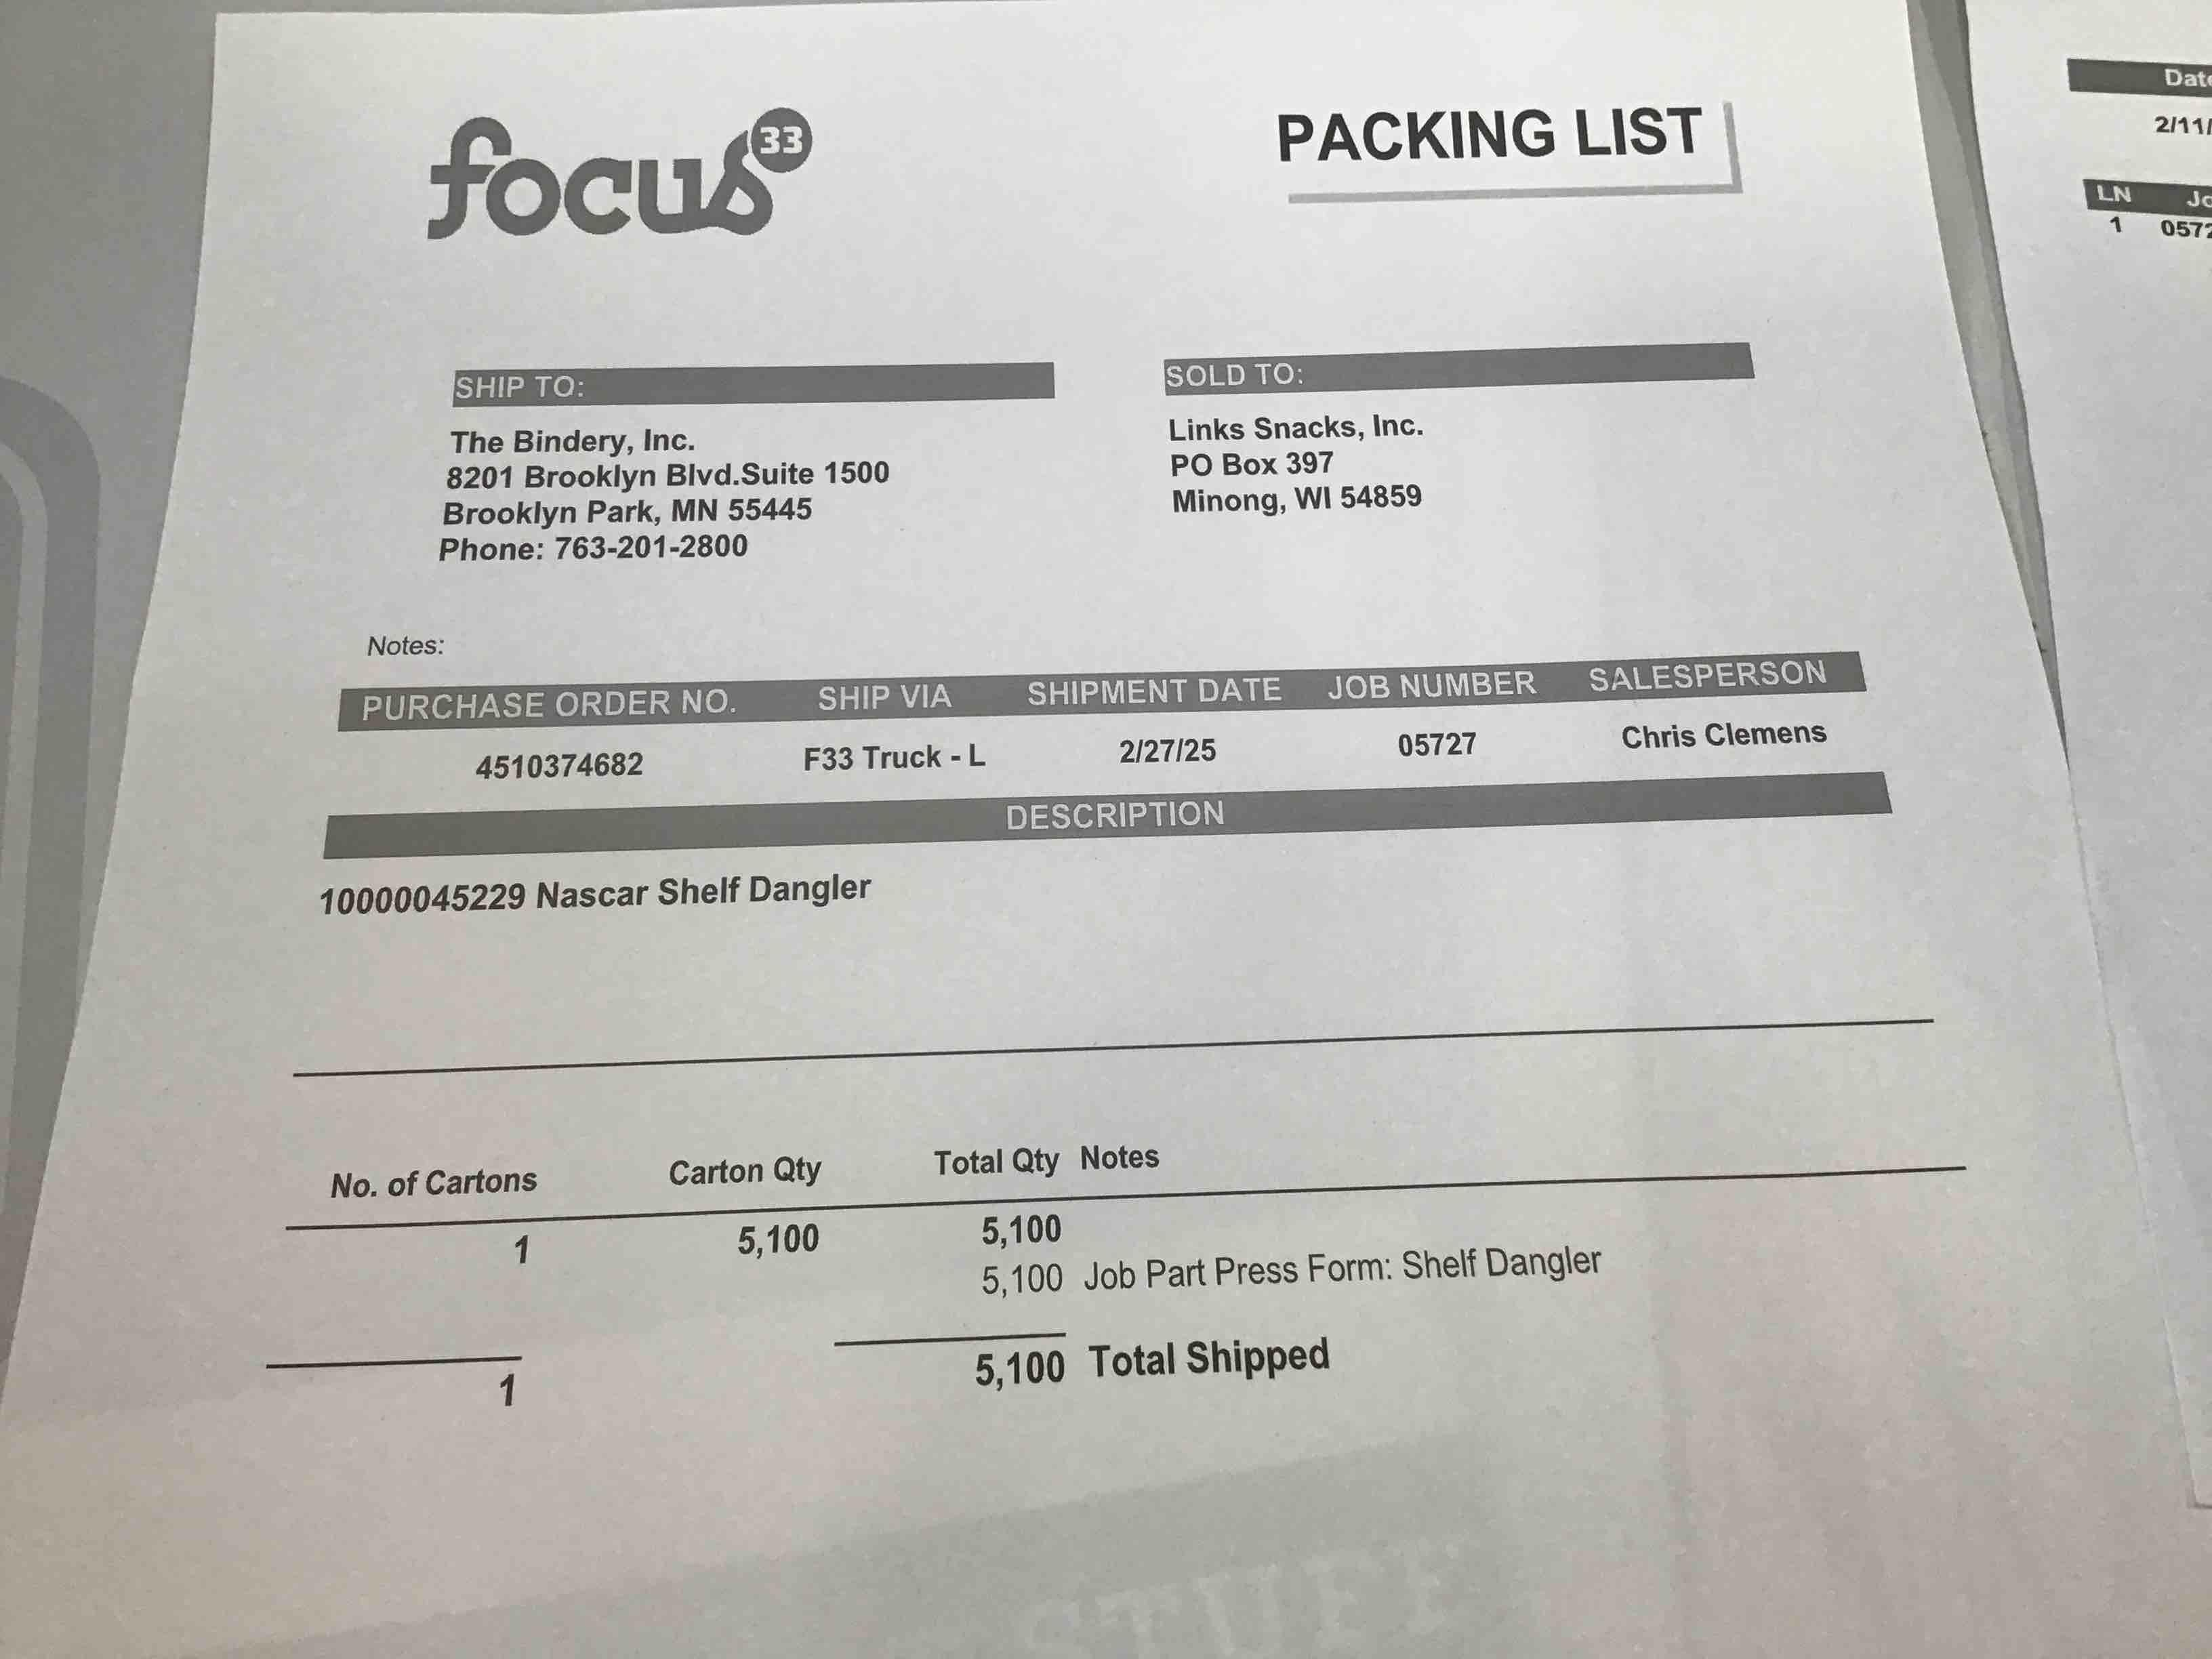 focus33
PACKING LIST
SHIP TO:
The Bindery, Inc.
8201 Brooklyn Blvd.Suite 1500
Brooklyn Park, MN 55445
Phone: 763-201-2800
SOLD TO:
Links Snacks, Inc.
PO Box 397
Minong, WI 54859
Notes:
PURCHASE ORDER NO. SHIP VIA SHIPMENT DATE JOB NUMBER SALESPERSON
4510374682 F33 Truck - L 2/27/25 05727 Chris Clemens
DESCRIPTION
10000045229 Nascar Shelf Dangler
No. of Cartons Carton Qty Total Qty Notes
1 5,100 5,100
5,100 Job Part Press Form: Shelf Dangler
1 5,100 Total Shipped
STUFF
2/11/
LN
1 0572